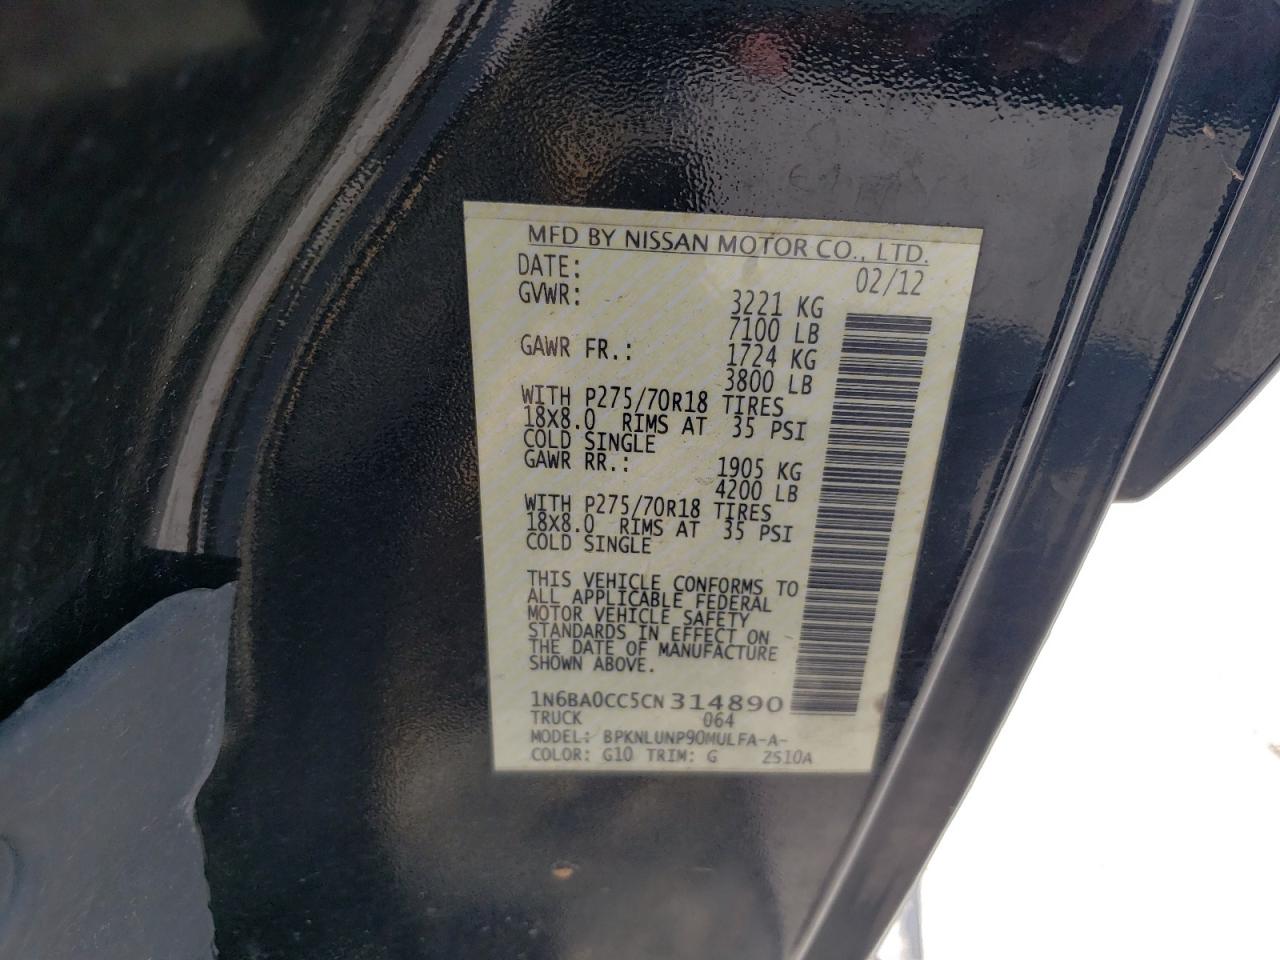 MFD BY NISSAN MOTOR CO., LTD.
DATE: 02/12
GVWR: 3221 KG
7100 LB
GAWR FR.: 1724 KG
3800 LB
WITH P275/70R18 TIRES
18X8.0 RIMS AT 35 PSI
COLD SINGLE
GAWR RR.: 1905 KG
4200 LB
WITH P275/70R18 TIRES
18X8.0 RIMS AT 35 PSI
COLD SINGLE
THIS VEHICLE CONFORMS TO
ALL APPLICABLE FEDERAL
MOTOR VEHICLE SAFETY
STANDARDS IN EFFECT ON
THE DATE OF MANUFACTURE
SHOWN ABOVE.
1N6BA0CC5CN314890
TRUCK 064
MODEL: BPKNLUNP90MULFA-A-
COLOR: G10 TRIM: G ZS10A